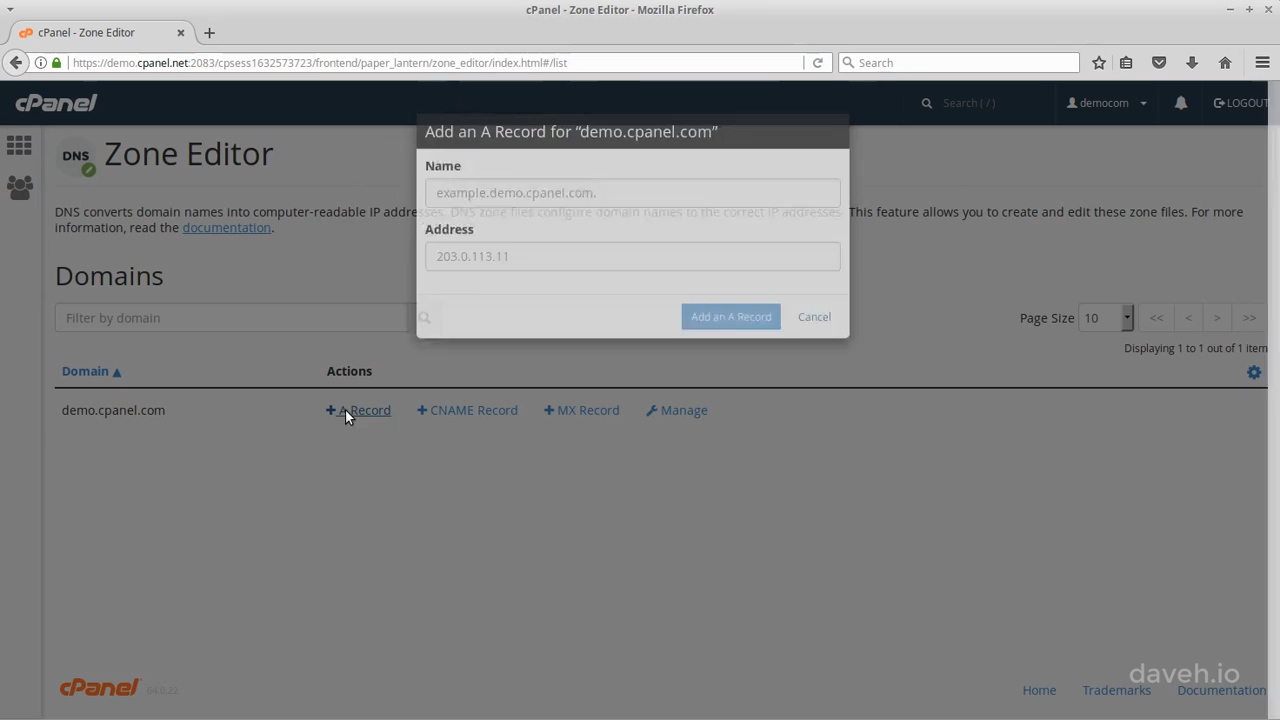 cPanel - Zone Editor - Mozilla Firefox
cPanel - Zone Editor
https://demo.cpanel.net:2083/cpsess1632573723/frontend/paper_lantern/zone_editor/index.html#/list
Search
cPanel
Search ( / )
democom
LOGOUT
Add an A Record for “demo.cpanel.com”
DNS
Zone Editor
Name
example.demo.cpanel.com.
DNS converts domain names into computer-readable IP addresses. DNS zone files configure domain names to the correct IP addresses. This feature allows you to create and edit these zone files. For more
information, read the documentation.
Address
203.0.113.11
Domains
Filter by domain
Add an A Record
Cancel
Page Size
10
<<
<
>
>>
Displaying 1 to 1 out of 1 item
Domain ▲
Actions
demo.cpanel.com
+ A Record
+ CNAME Record
+ MX Record
Manage
cPanel
64.0.22
Home
Trademarks
Documentation
daveh.io